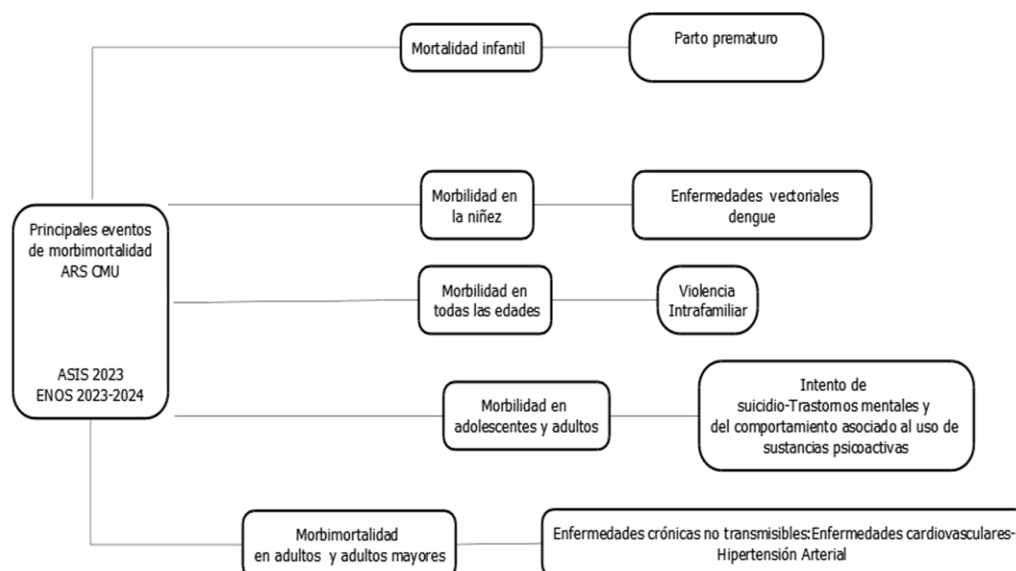 Mortalidad infantil
Parto prematuro
Morbilidad en
la niñez
Enfermedades vectoriales
dengue
Principales eventos
de morbimortalidad
ARS CMU
ASIS 2023
ENOS 2023-2024
Morbilidad en
todas las edades
Violencia
Intrafamiliar
Morbilidad en
adolescentes y adultos
Intento de
suicidio-Trastornos mentales y
del comportamiento asociado al uso de
sustancias psicoactivas
Morbimortalidad
en adultos y adultos mayores
Enfermedades crónicas no transmisibles:Enfermedades cardiovasculares-
Hipertensión Arterial